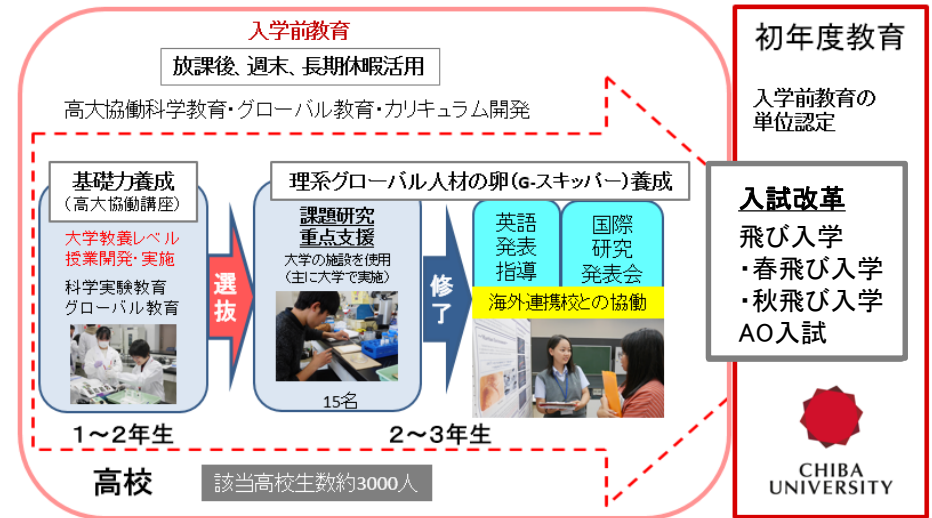 入学前教育
放課後、週末、長期休暇活用
高大協働科学教育・グローバル教育・カリキュラム開発
基礎力養成
（高大協働講座）
大学教養レベル
授業開発・実施
科学実験教育
グローバル教育
選抜
理系グローバル人材の卵（G-スキッパー）養成
課題研究
重点支援
大学の施設を使用
（主に大学で実施）
15名
修了
英語
発表
指導
国際
研究
発表会
海外連携校との協働
1～2年生
2～3年生
高校
該当高校生数約3000人
初年度教育
入学前教育の
単位認定
入試改革
飛び入学
・春飛び入学
・秋飛び入学
AO入試
CHIBA
UNIVERSITY